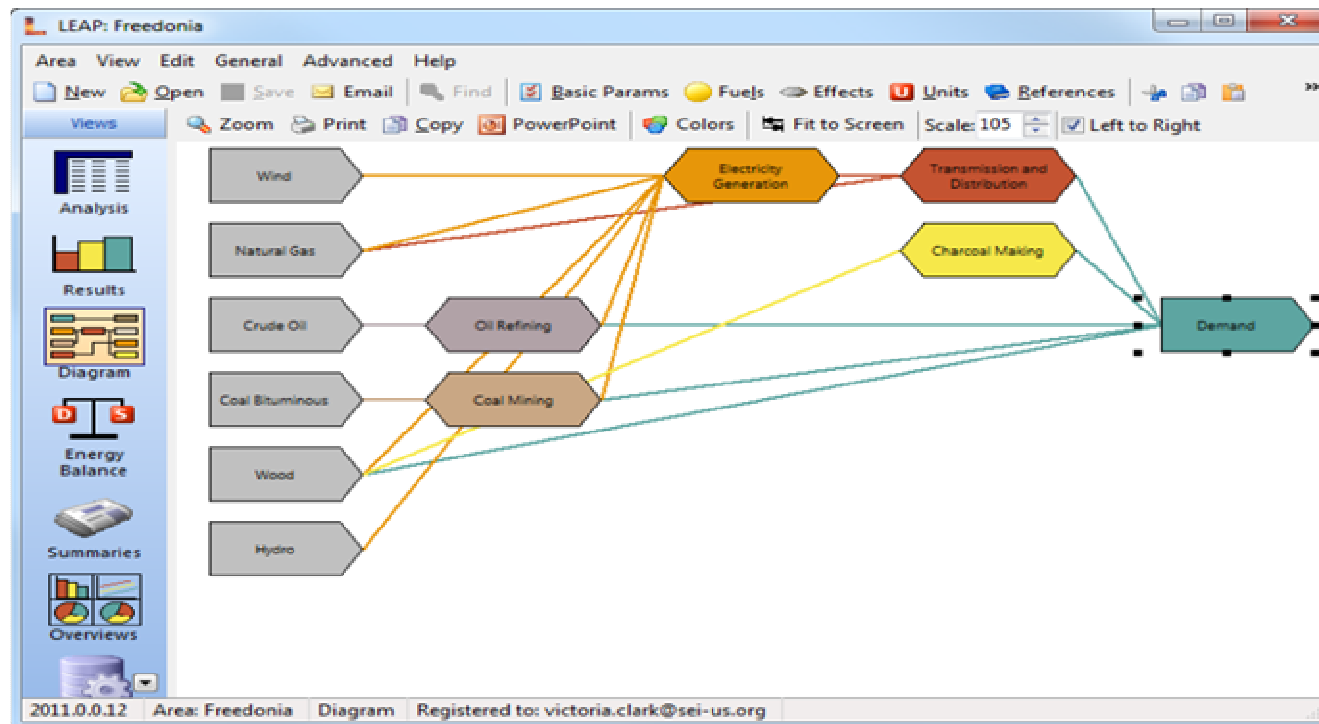 LEAP: Freedonia
Area View Edit General Advanced Help
New Open Save Email Find Basic Params Fuels Effects Units References
Views Zoom Print Copy PowerPoint Colors Fit to Screen Scale: 105 Left to Right
Analysis
Results
Diagram
D S
Energy
Balance
Summaries
Overviews
Wind
Electricity
Generation
Transmission and
Distribution
Natural Gas
Charcoal Making
Crude Oil
Oil Refining
Demand
Coal Bituminous
Coal Mining
Wood
Hydro
2011.0.0.12 Area: Freedonia Diagram Registered to: victoria.clark@sei-us.org